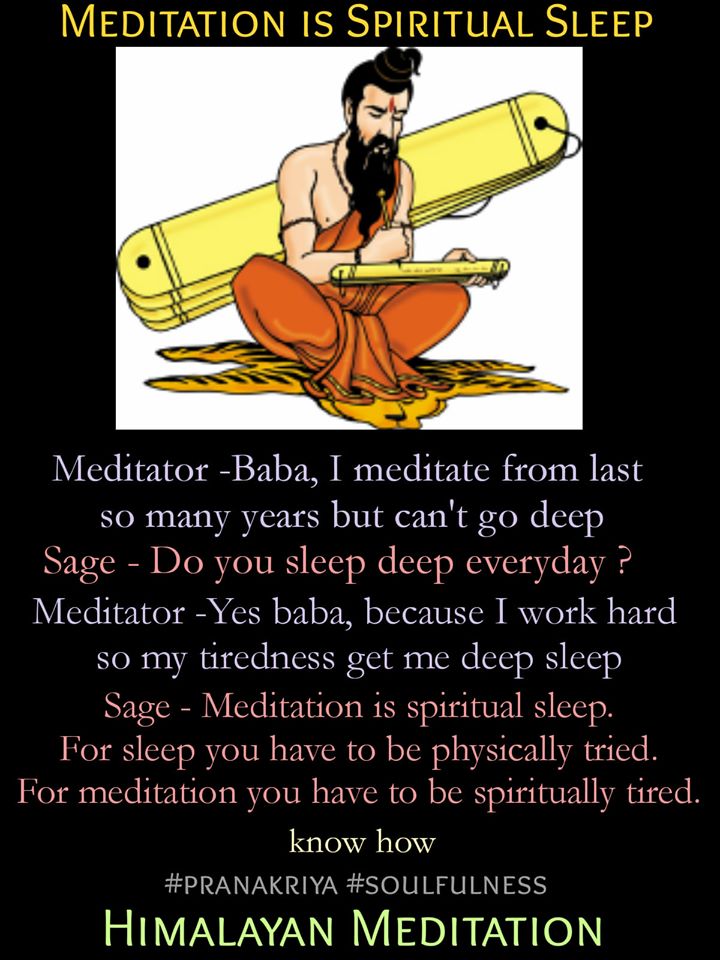 Meditation is Spiritual Sleep
Meditator -Baba, I meditate from last
so many years but can't go deep
Sage - Do you sleep deep everyday ?
Meditator -Yes baba, because I work hard
so my tiredness get me deep sleep
Sage - Meditation is spiritual sleep.
For sleep you have to be physically tried.
For meditation you have to be spiritually tired.
know how
#pranakriya #soulfulness
Himalayan Meditation